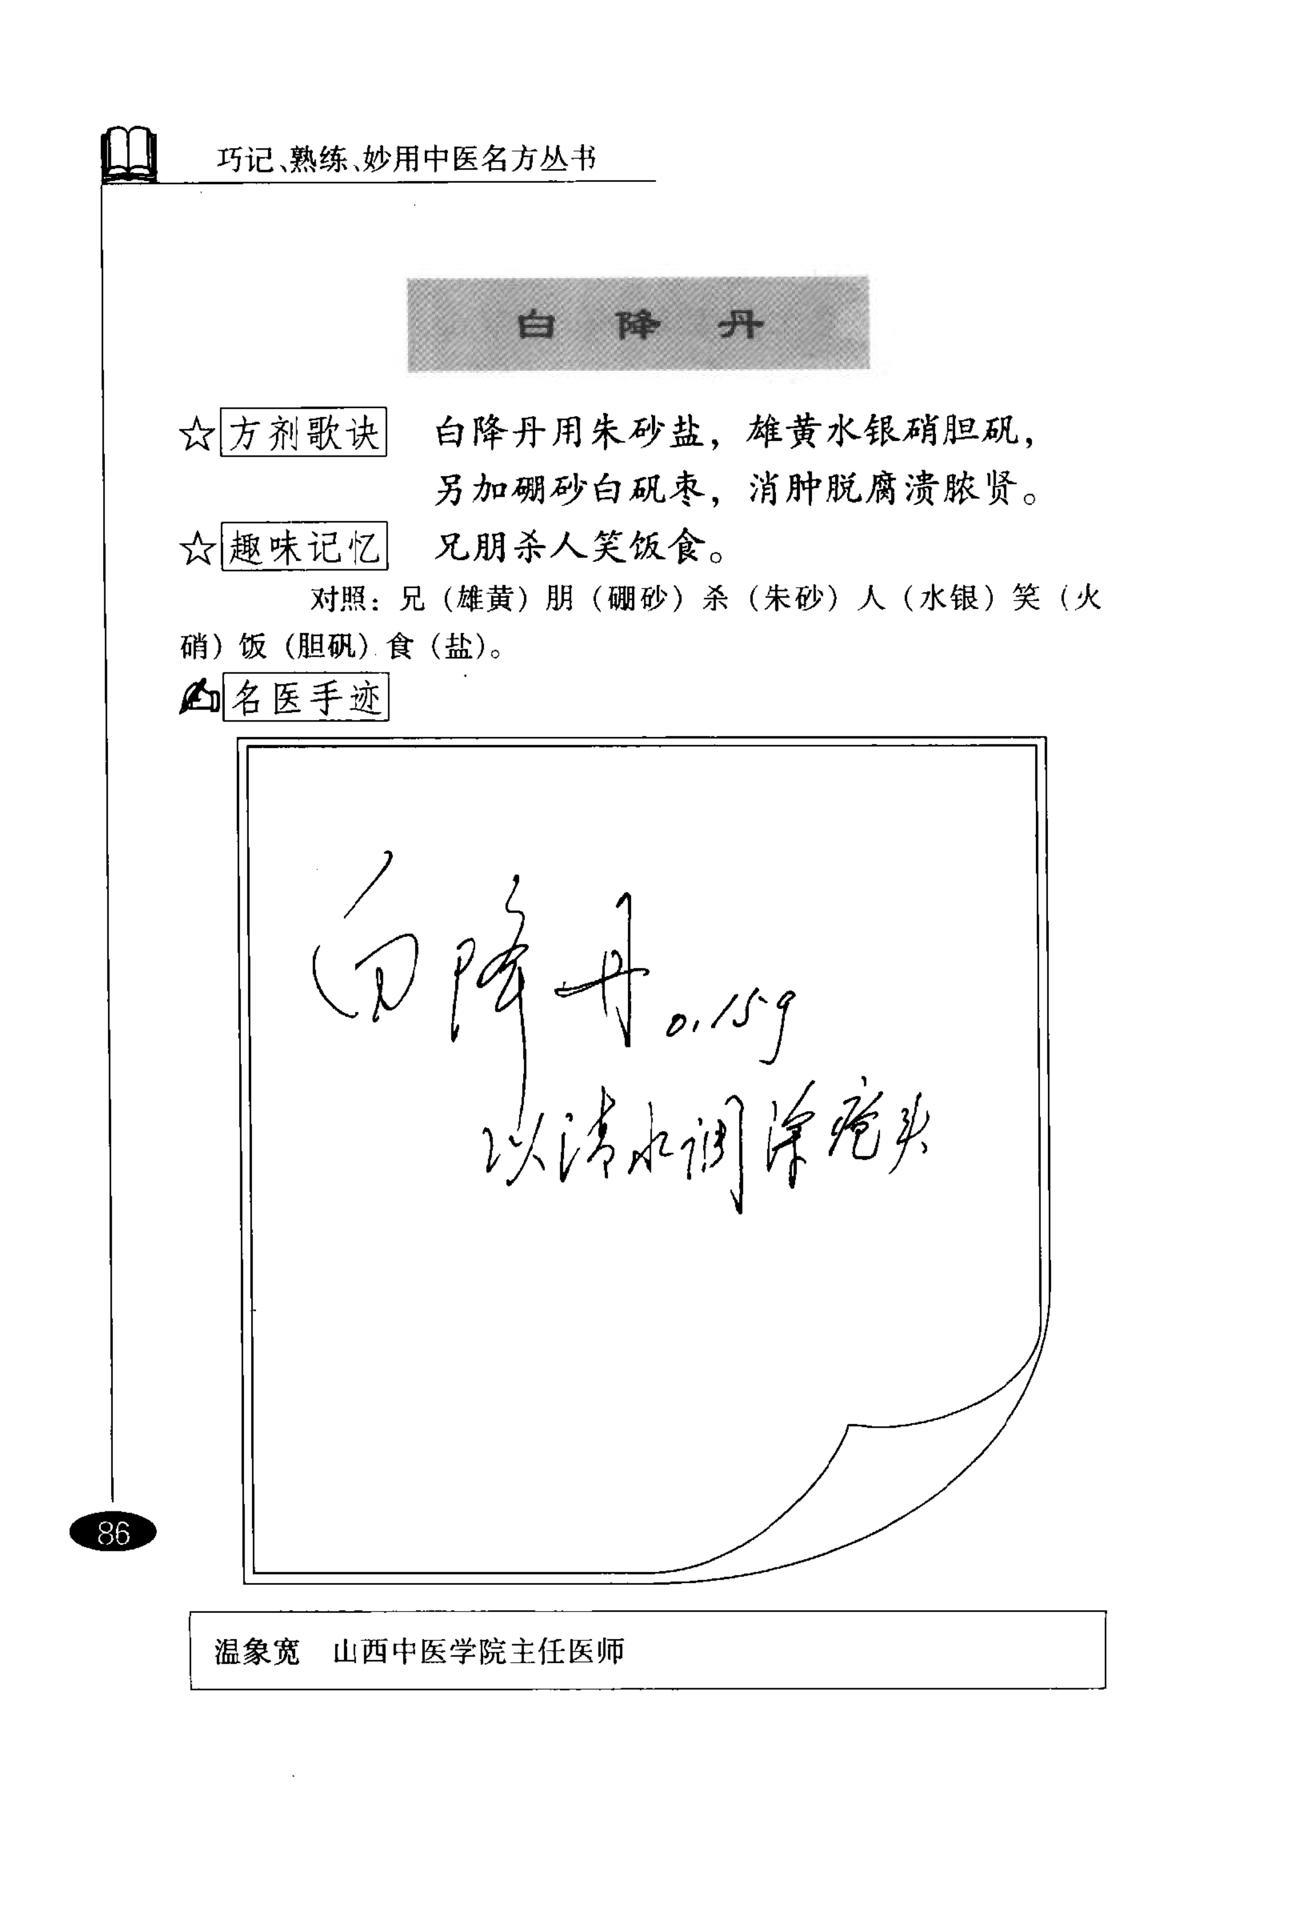 巧记、熟练、妙用中医名方丛书
白降丹
☆方剂歌诀 白降丹用朱砂盐，雄黄水银硝胆矾，
另加硼砂白矾枣，消肿脱腐溃脓贤。
☆趣味记忆 兄朋杀人笑饭食。
对照：兄（雄黄）朋（硼砂）杀（朱砂）人（水银）笑（火
硝）饭（胆矾）食（盐）。
名医手迹
白降丹 0.15g
以清水调涂疮头
86
温象宽 山西中医学院主任医师